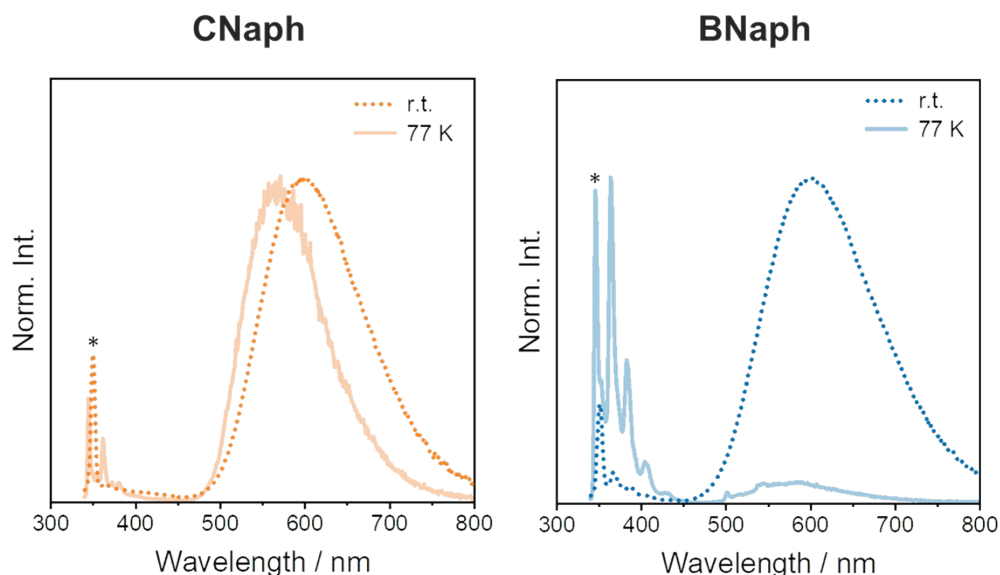 CNaph
r.t.
77 K
*
Norm. Int.
300 400 500 600 700 800
Wavelength / nm
BNaph
r.t.
77 K
*
Norm. Int.
300 400 500 600 700 800
Wavelength / nm